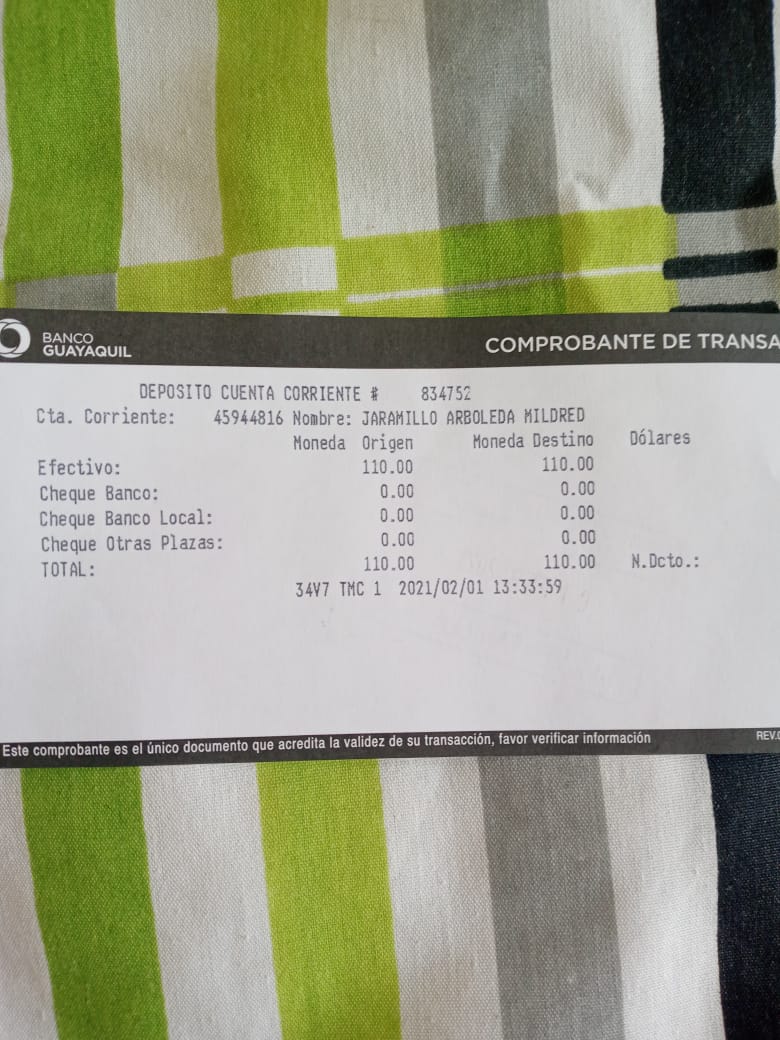 BANCO
GUAYAQUIL
COMPROBANTE DE TRANSA
DEPOSITO CUENTA CORRIENTE # 834752
Cta. Corriente: 45944816 Nombre: JARAMILLO ARBOLEDA MILDRED
Moneda Origen Moneda Destino Dólares
Efectivo: 110.00 110.00
Cheque Banco: 0.00 0.00
Cheque Banco Local: 0.00 0.00
Cheque Otras Plazas: 0.00 0.00
TOTAL: 110.00 110.00 N.Dcto.:
34V7 TMC 1 2021/02/01 13:33:59
Este comprobante es el único documento que acredita la validez de su transacción, favor verificar información
REV.